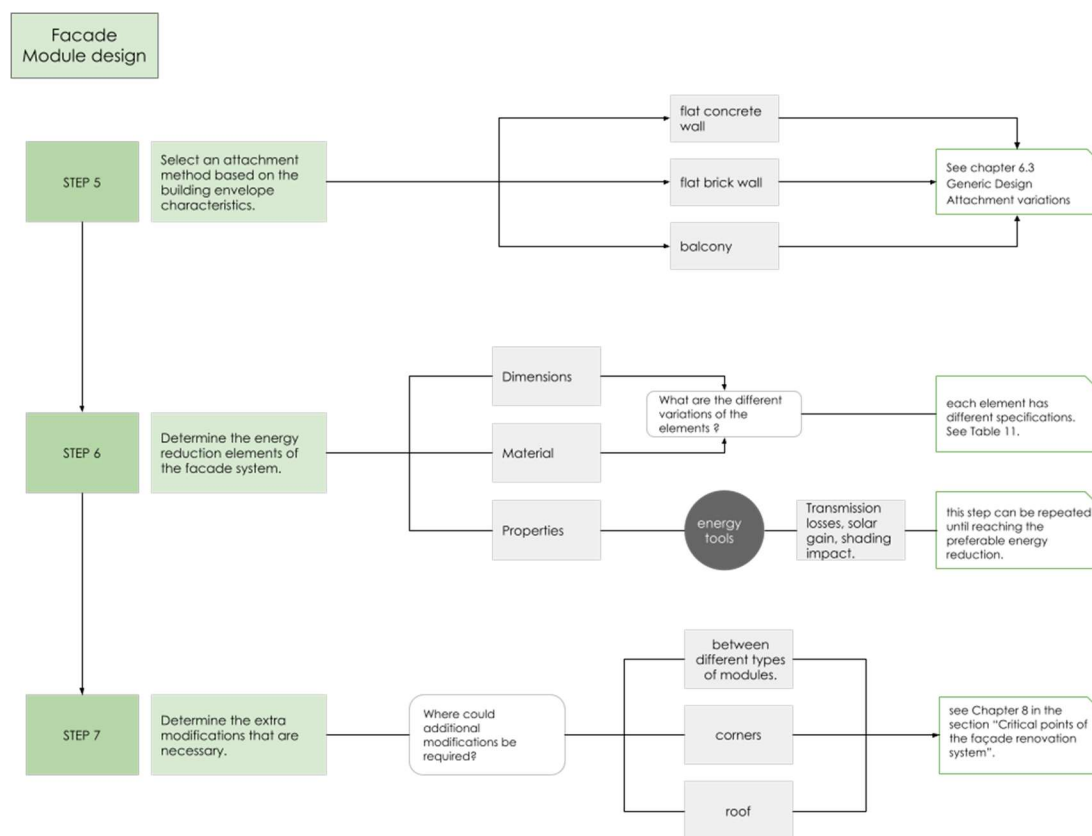 Facade
Module design
STEP 5
Select an attachment
method based on the
building envelope
characteristics.
flat concrete
wall
flat brick wall
balcony
See chapter 6.3
Generic Design
Attachment variations
STEP 6
Determine the energy
reduction elements of
the facade system.
Dimensions
Material
Properties
What are the different
variations of the
elements ?
each element has
different specifications.
See Table 11.
energy
tools
Transmission
losses, solar
gain, shading
impact.
this step can be repeated
until reaching the
preferable energy
reduction.
STEP 7
Determine the extra
modifications that are
necessary.
Where could
additional
modifications be
required?
between
different types
of modules.
corners
roof
see Chapter 8 in the
section “Critical points of
the façade renovation
system”.